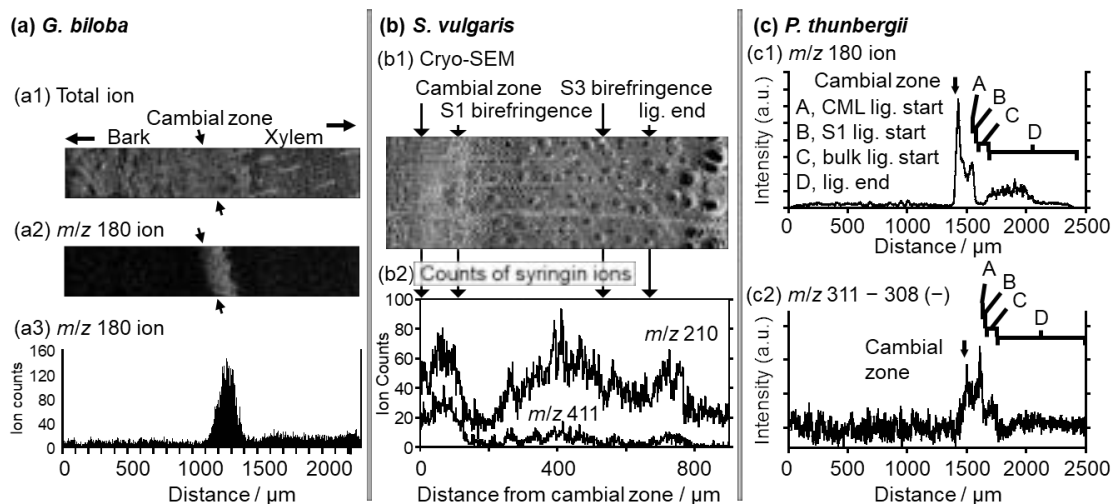 (a) G. biloba
(a1) Total ion
Cambial zone
Bark
Xylem
(a2) m/z 180 ion
(a3) m/z 180 ion
Ion counts
160
120
80
40
0
0 500 1000 1500 2000
Distance / μm
(b) S. vulgaris
(b1) Cryo-SEM
Cambial zone
S3 birefringence
S1 birefringence
lig. end
(b2) Counts of syringin ions
Ion Counts
100
80
60
40
20
0
m/z 210
m/z 411
0 400 800
Distance from cambial zone / μm
(c) P. thunbergii
(c1) m/z 180 ion
Intensity (a.u.)
Cambial zone
A, CML lig. start
B, S1 lig. start
C, bulk lig. start
D, lig. end
A
B
C
D
0 500 1000 1500 2000 2500
Distance / μm
(c2) m/z 311 − 308 (−)
Intensity (a.u.)
A
B
C
D
Cambial
zone
0 500 1000 1500 2000 2500
Distance / μm